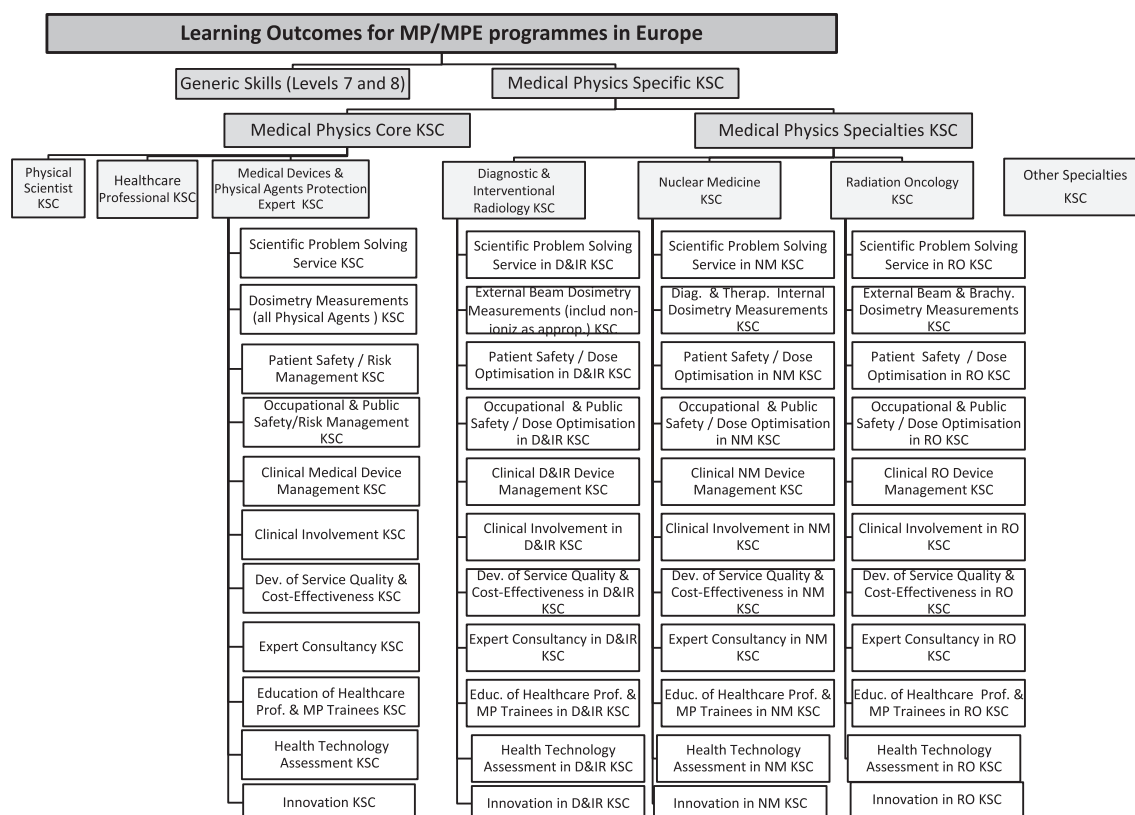 Learning Outcomes for MP/MPE programmes in Europe
Generic Skills (Levels 7 and 8)
Medical Physics Specific KSC
Medical Physics Core KSC
Medical Physics Specialties KSC
Physical
Scientist
KSC
Healthcare
Professional KSC
Medical Devices &
Physical Agents Protection
Expert KSC
Diagnostic &
Interventional
Radiology KSC
Nuclear Medicine
KSC
Radiation Oncology
KSC
Other Specialties
KSC
Scientific Problem Solving
Service KSC
Dosimetry Measurements
(all Physical Agents ) KSC
Patient Safety / Risk
Management KSC
Occupational & Public
Safety/Risk Management
KSC
Clinical Medical Device
Management KSC
Clinical Involvement KSC
Dev. of Service Quality &
Cost-Effectiveness KSC
Expert Consultancy KSC
Education of Healthcare
Prof. & MP Trainees KSC
Health Technology
Assessment KSC
Innovation KSC
Scientific Problem Solving
Service in D&IR KSC
External Beam Dosimetry
Measurements (includ non-
ioniz as approp.) KSC
Patient Safety / Dose
Optimisation in D&IR KSC
Occupational & Public
Safety / Dose Optimisation
in D&IR KSC
Clinical D&IR Device
Management KSC
Clinical Involvement in
D&IR KSC
Dev. of Service Quality &
Cost-Effectiveness in D&IR
KSC
Expert Consultancy in D&IR
KSC
Educ. of Healthcare Prof. &
MP Trainees in D&IR KSC
Health Technology
Assessment in D&IR KSC
Innovation in D&IR KSC
Scientific Problem Solving
Service in NM KSC
Diag. & Therap. Internal
Dosimetry Measurements
KSC
Patient Safety / Dose
Optimisation in NM KSC
Occupational & Public
Safety / Dose Optimisation
in NM KSC
Clinical NM Device
Management KSC
Clinical Involvement in NM
KSC
Dev. of Service Quality &
Cost-Effectiveness in NM
KSC
Expert Consultancy in NM
KSC
Educ. of Healthcare Prof. &
MP Trainees in NM KSC
Health Technology
Assessment in NM KSC
Innovation in NM KSC
Scientific Problem Solving
Service in RO KSC
External Beam & Brachy.
Dosimetry Measurements
KSC
Patient Safety / Dose
Optimisation in RO KSC
Occupational & Public
Safety / Dose Optimisation
in RO KSC
Clinical RO Device
Management KSC
Clinical Involvement in RO
KSC
Dev. of Service Quality &
Cost-Effectiveness in RO
KSC
Expert Consultancy in RO
KSC
Educ. of Healthcare Prof. &
MP Trainees in RO KSC
Health Technology
Assessment in RO KSC
Innovation in RO KSC